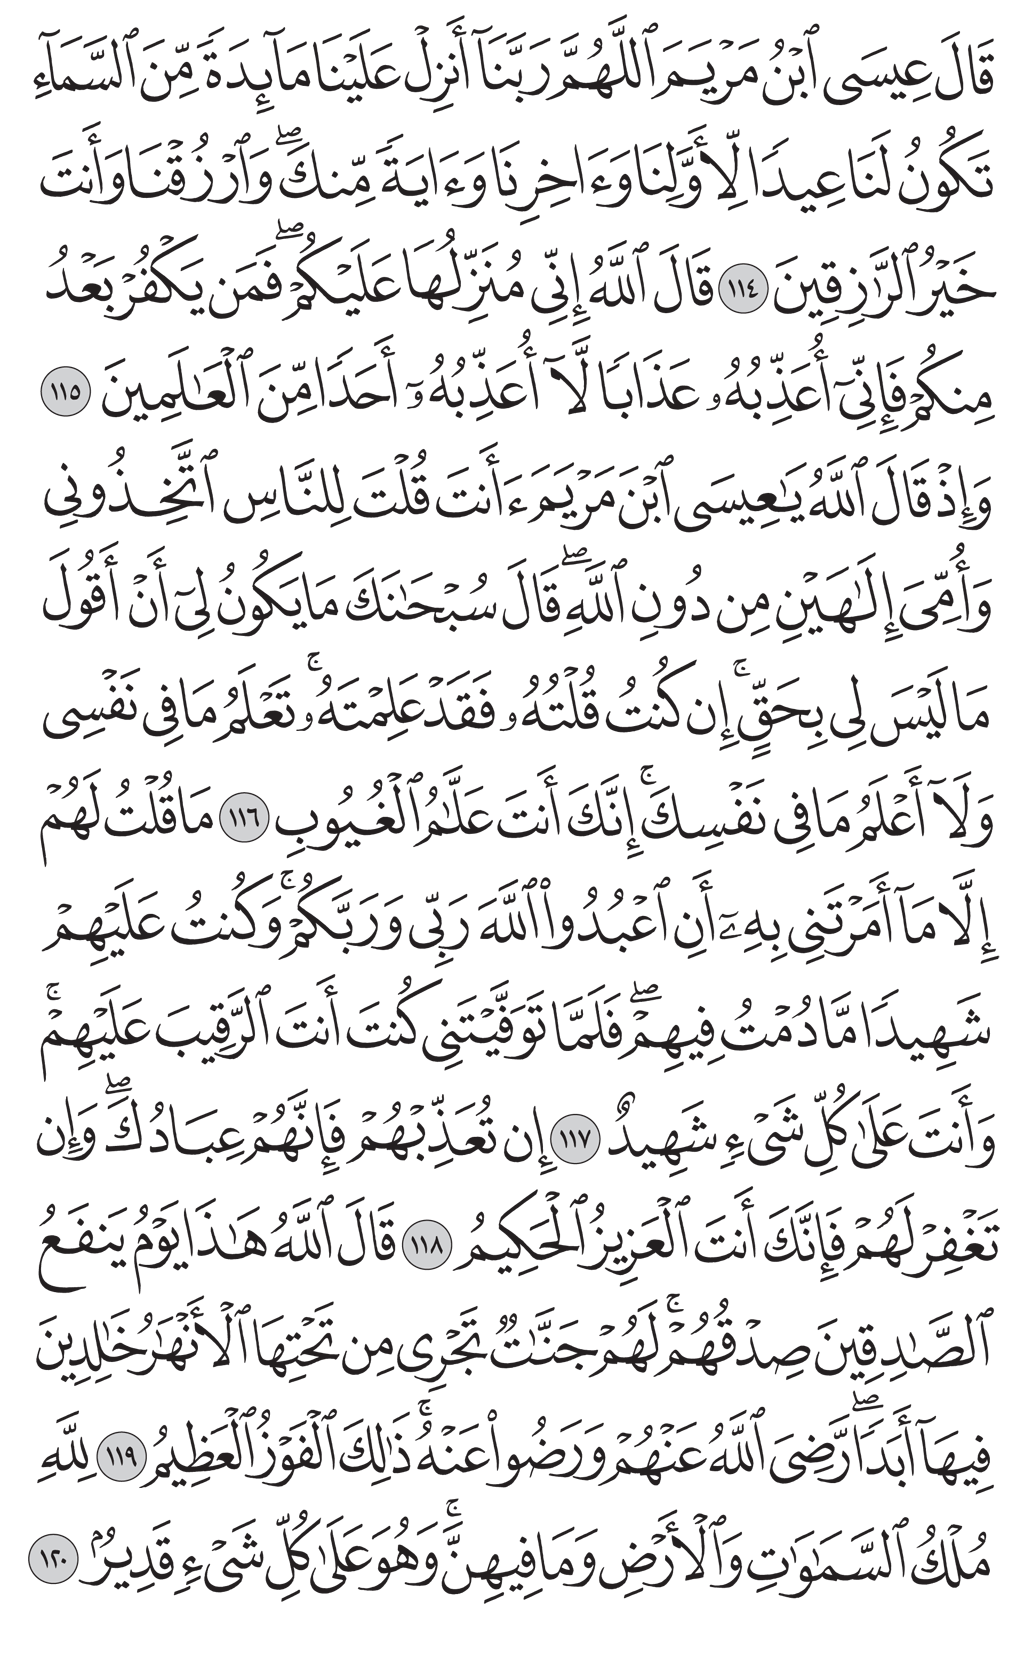 قَالَ عِيسَى ٱبْنُ مَرْيَمَ ٱللَّهُمَّ رَبَّنَآ أَنزِلْ عَلَيْنَا مَآئِدَةً مِّنَ ٱلسَّمَآءِ
تَكُونُ لَنَا عِيدًا لِّأَوَّلِنَا وَءَاخِرِنَا وَءَايَةً مِّنكَۖ وَٱرْزُقْنَا وَأَنتَ
خَيْرُ ٱلرَّٰزِقِينَ ١١٤ قَالَ ٱللَّهُ إِنِّي مُنَزِّلُهَا عَلَيْكُمْۖ فَمَن يَكْفُرْ بَعْدُ
مِنكُمْ فَإِنِّيٓ أُعَذِّبُهُۥ عَذَابًا لَّآ أُعَذِّبُهُۥٓ أَحَدًا مِّنَ ٱلْعَٰلَمِينَ ١١٥
وَإِذْ قَالَ ٱللَّهُ يَٰعِيسَى ٱبْنَ مَرْيَمَ ءَأَنتَ قُلْتَ لِلنَّاسِ ٱتَّخِذُونِي
وَأُمِّيَ إِلَٰهَيْنِ مِن دُونِ ٱللَّهِۖ قَالَ سُبْحَٰنَكَ مَا يَكُونُ لِيٓ أَنْ أَقُولَ
مَا لَيْسَ لِي بِحَقٍّۚ إِن كُنتُ قُلْتُهُۥ فَقَدْ عَلِمْتَهُۥۚ تَعْلَمُ مَا فِي نَفْسِي
وَلَآ أَعْلَمُ مَا فِي نَفْسِكَۚ إِنَّكَ أَنتَ عَلَّٰمُ ٱلْغُيُوبِ ١١٦ مَا قُلْتُ لَهُمْ
إِلَّا مَآ أَمَرْتَنِي بِهِۦٓ أَنِ ٱعْبُدُوا۟ ٱللَّهَ رَبِّي وَرَبَّكُمْۚ وَكُنتُ عَلَيْهِمْ
شَهِيدًا مَّا دُمْتُ فِيهِمْۖ فَلَمَّا تَوَفَّيْتَنِي كُنتَ أَنتَ ٱلرَّقِيبَ عَلَيْهِمْۚ
وَأَنتَ عَلَىٰ كُلِّ شَيْءٍ شَهِيدٌ ١١٧ إِن تُعَذِّبْهُمْ فَإِنَّهُمْ عِبَادُكَۖ وَإِن
تَغْفِرْ لَهُمْ فَإِنَّكَ أَنتَ ٱلْعَزِيزُ ٱلْحَكِيمُ ١١٨ قَالَ ٱللَّهُ هَٰذَا يَوْمُ يَنفَعُ
ٱلصَّٰدِقِينَ صِدْقُهُمْۚ لَهُمْ جَنَّٰتٌ تَجْرِي مِن تَحْتِهَا ٱلْأَنْهَٰرُ خَٰلِدِينَ
فِيهَآ أَبَدًاۖ رَّضِيَ ٱللَّهُ عَنْهُمْ وَرَضُوا۟ عَنْهُۚ ذَٰلِكَ ٱلْفَوْزُ ٱلْعَظِيمُ ١١٩ لِلَّهِ
مُلْكُ ٱلسَّمَٰوَٰتِ وَٱلْأَرْضِ وَمَا فِيهِنَّۚ وَهُوَ عَلَىٰ كُلِّ شَيْءٍ قَدِيرٌۢ ١٢٠